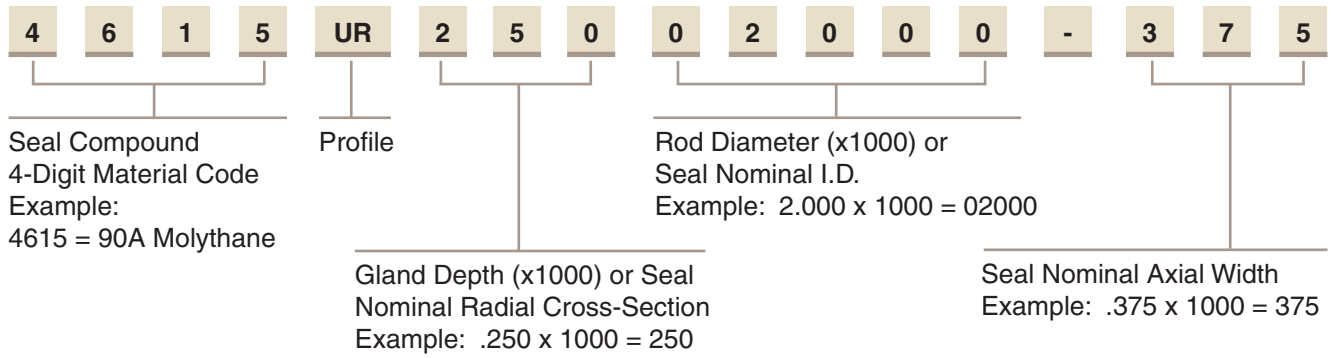 4 6 1 5 UR 2 5 0 0 2 0 0 0 - 3 7 5
Seal Compound
4-Digit Material Code
Example:
4615 = 90A Molythane
Profile
Rod Diameter (x1000) or
Seal Nominal I.D.
Example: 2.000 x 1000 = 02000
Gland Depth (x1000) or Seal
Nominal Radial Cross-Section
Example: .250 x 1000 = 250
Seal Nominal Axial Width
Example: .375 x 1000 = 375